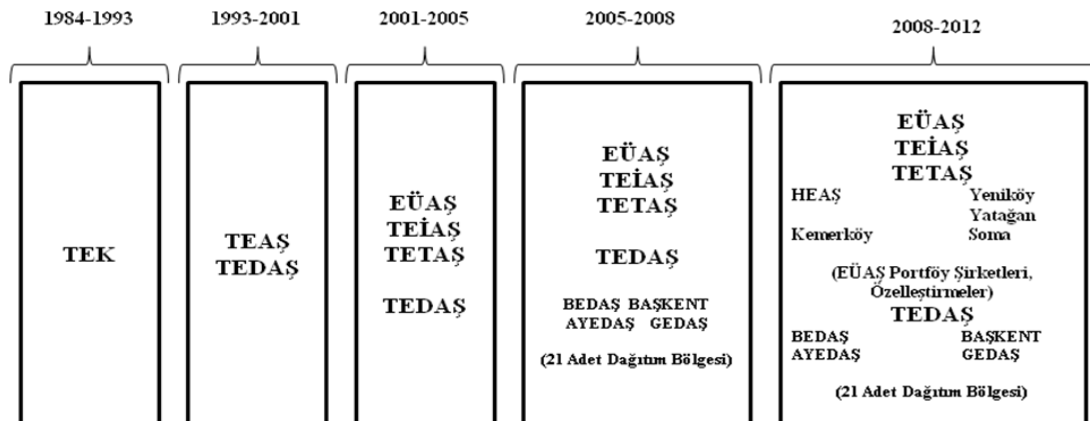 1984-1993
1993-2001
2001-2005
2005-2008
2008-2012
TEK
TEAŞ
TEDAŞ
EÜAŞ
TEİAŞ
TETAŞ
TEDAŞ
EÜAŞ
TEİAŞ
TETAŞ
TEDAŞ
BEDAŞ BAŞKENT
AYEDAŞ GEDAŞ
(21 Adet Dağıtım Bölgesi)
EÜAŞ
TEİAŞ
TETAŞ
HEAŞ Yeniköy
Yatağan
Kemerköy Soma
(EÜAŞ Portföy Şirketleri,
Özelleştirmeler)
TEDAŞ
BEDAŞ BAŞKENT
AYEDAŞ GEDAŞ
(21 Adet Dağıtım Bölgesi)